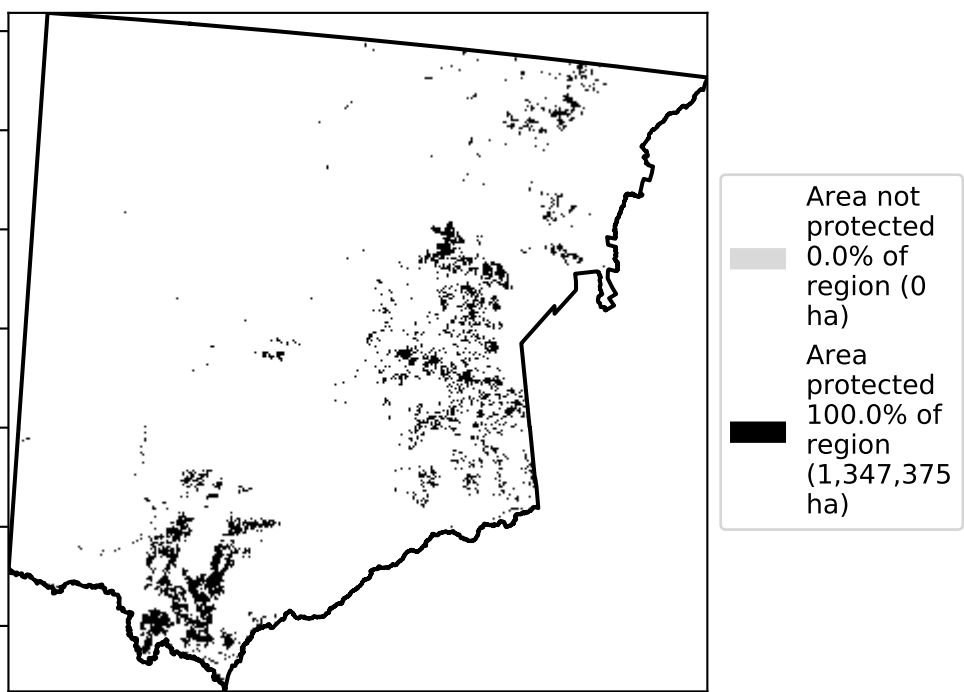 Area not
protected
0.0% of
region (0
ha)
Area
protected
100.0% of
region
(1,347,375
ha)